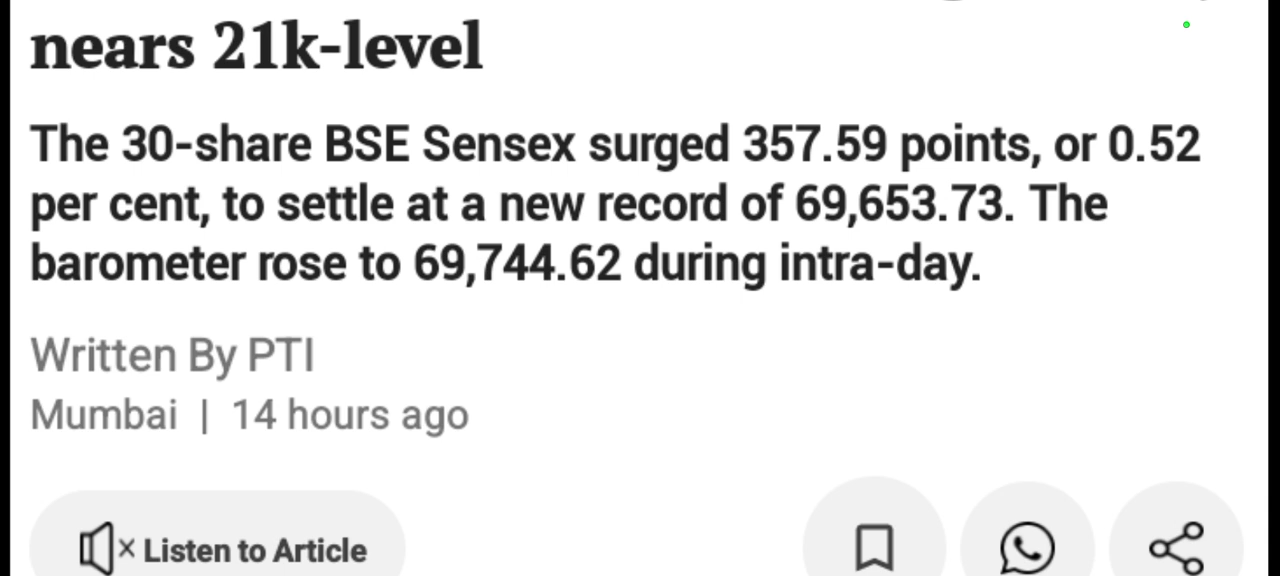 nears 21k-level
The 30-share BSE Sensex surged 357.59 points, or 0.52
per cent, to settle at a new record of 69,653.73. The
barometer rose to 69,744.62 during intra-day.
Written By PTI
Mumbai | 14 hours ago
Listen to Article